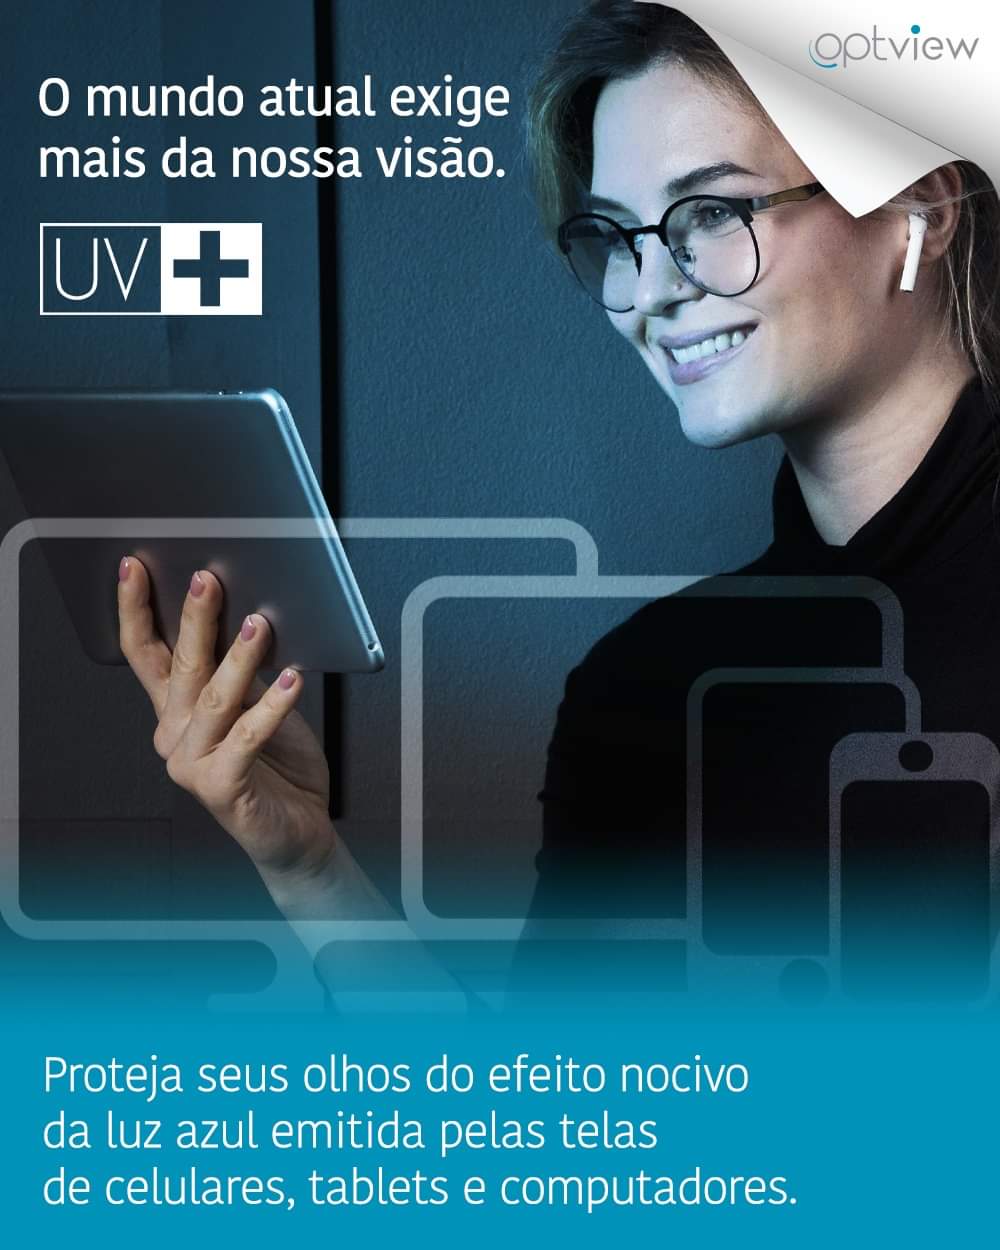 optview
O mundo atual exige
mais da nossa visão.
UV+
Proteja seus olhos do efeito nocivo
da luz azul emitida pelas telas
de celulares, tablets e computadores.